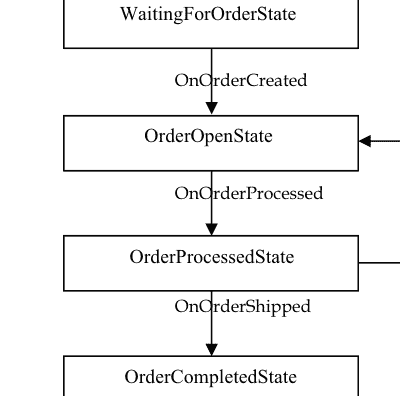 WaitingForOrderState
OnOrderCreated
OrderOpenState
OnOrderProcessed
OrderProcessedState
OnOrderShipped
OrderCompletedState